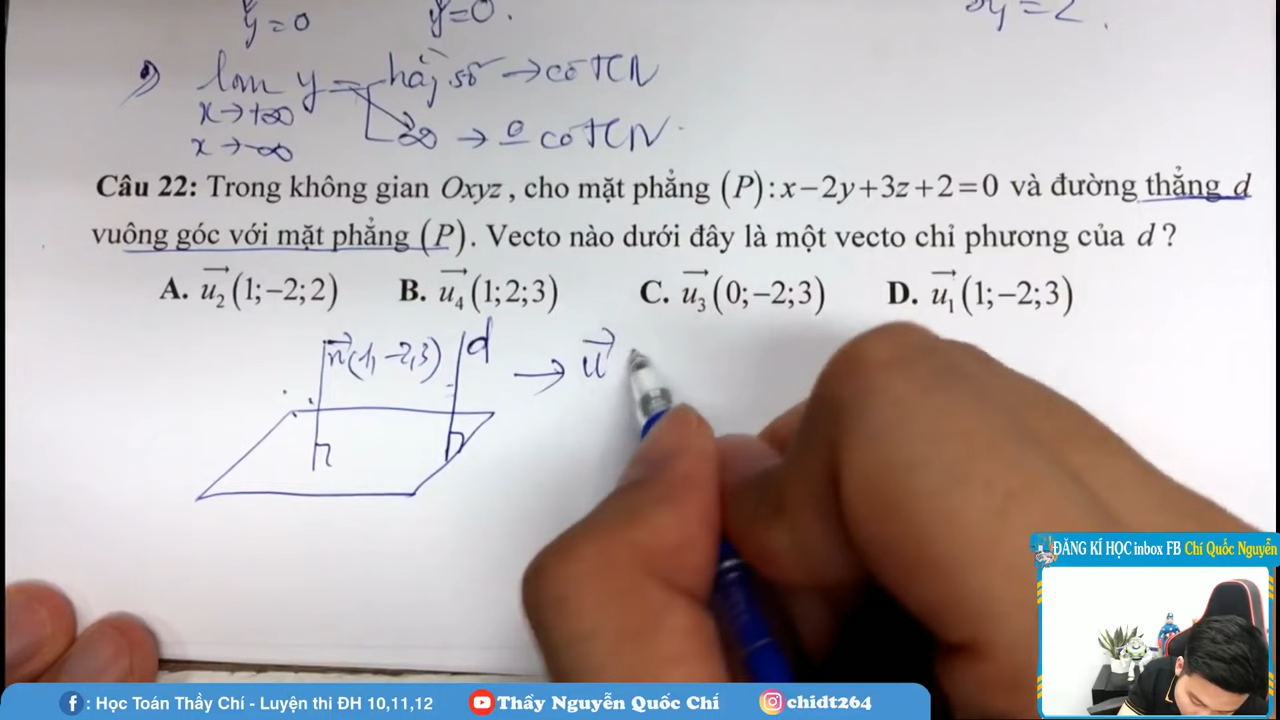 y=0 y=0.
2y=2.
lim y = hằng số → có TCN
x→+∞
x→-∞
∞ → 0 có TCN
Câu 22: Trong không gian Oxyz, cho mặt phẳng (P): x−2y+3z+2=0 và đường thẳng d
vuông góc với mặt phẳng (P). Vecto nào dưới đây là một vecto chỉ phương của d?
A. u₂(1;−2;2) B. u₄(1;2;3) C. u₃(0;−2;3) D. u₁(1;−2;3)
n(1,−2,3) d → u
ĐĂNG KÍ HỌC inbox FB Chí Quốc Nguyễn
: Học Toán Thầy Chí - Luyện thi ĐH 10,11,12 Thầy Nguyễn Quốc Chí chidt264